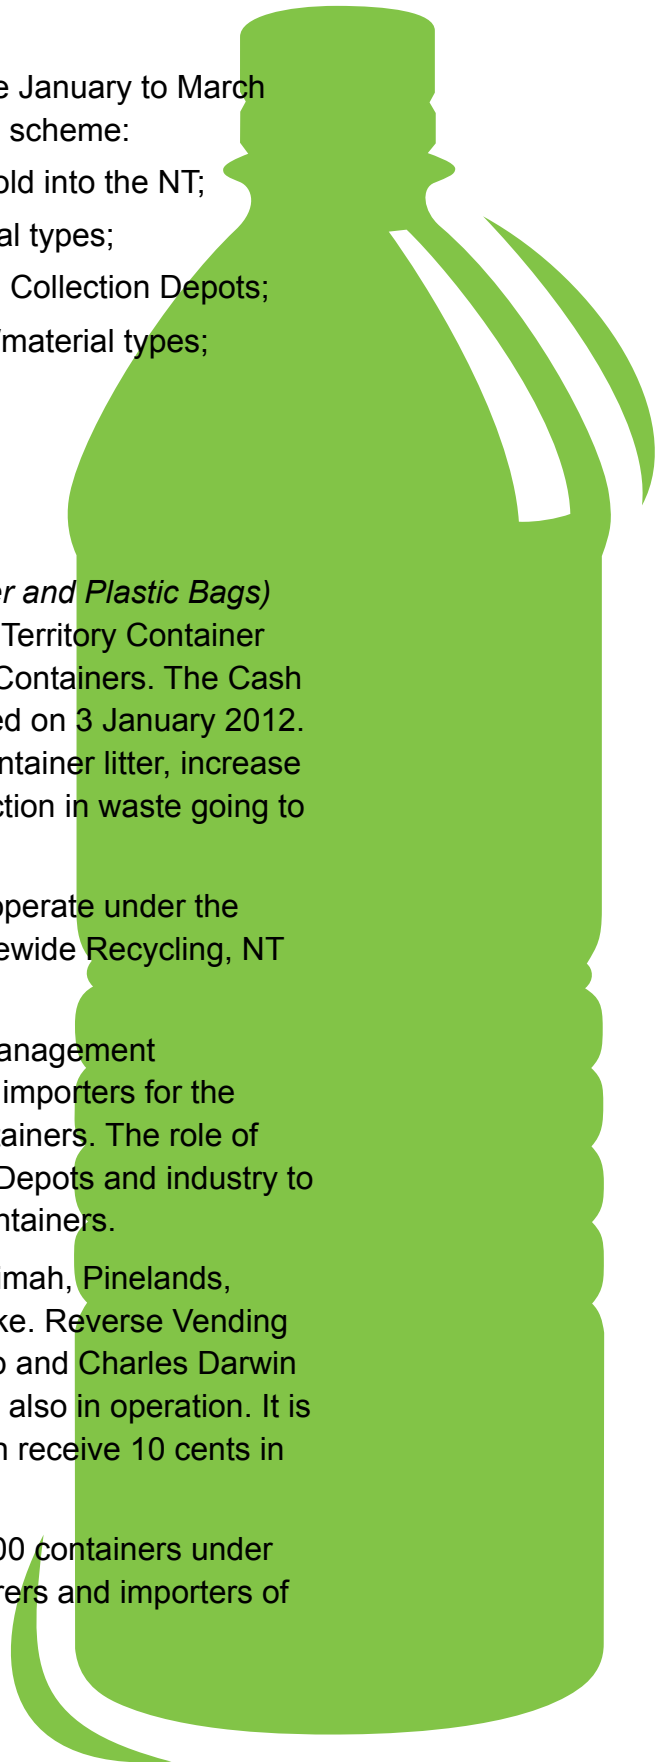 e January to March
scheme:
old into the NT;
al types;
Collection Depots;
/material types;
er and Plastic Bags)
Territory Container
Containers. The Cash
ed on 3 January 2012.
ntainer litter, increase
ction in waste going to
operate under the
ewide Recycling, NT
anagement
importers for the
tainers. The role of
Depots and industry to
ntainers.
imah, Pinelands,
ke. Reverse Vending
o and Charles Darwin
also in operation. It is
n receive 10 cents in
00 containers under
rers and importers of